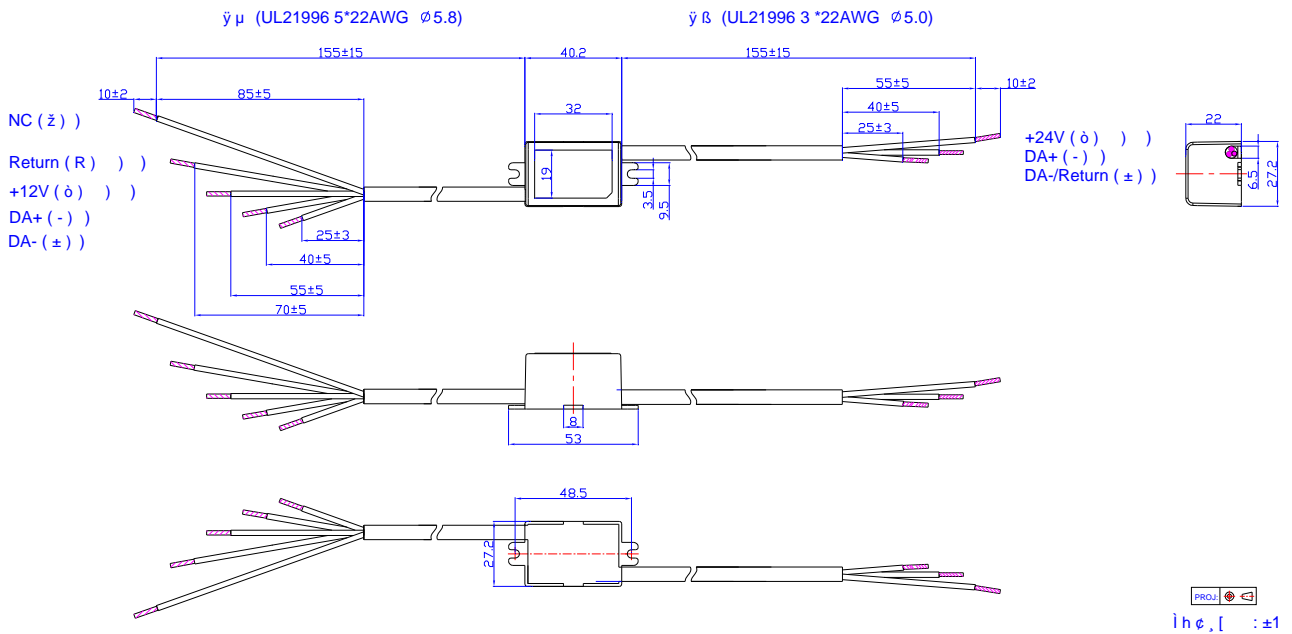 ÿ µ (UL21996 5*22AWG ∅5.8)
ÿ ß (UL21996 3 *22AWG ∅5.0)
155±15
40.2
155±15
10±2
85±5
55±5
10±2
40±5
25±3
32
19
3.5
9.5
22
6.5
27.2
NC ( ž ) )
Return ( R ) ) )
+12V ( ò ) ) )
DA+ ( - ) )
DA- ( ± ) )
+24V ( ò ) ) )
DA+ ( - ) )
DA-/Return ( ± ) )
25±3
40±5
55±5
70±5
8
53
48.5
27.2
PROJ:
Ì h ¢ ¸ [ : ±1